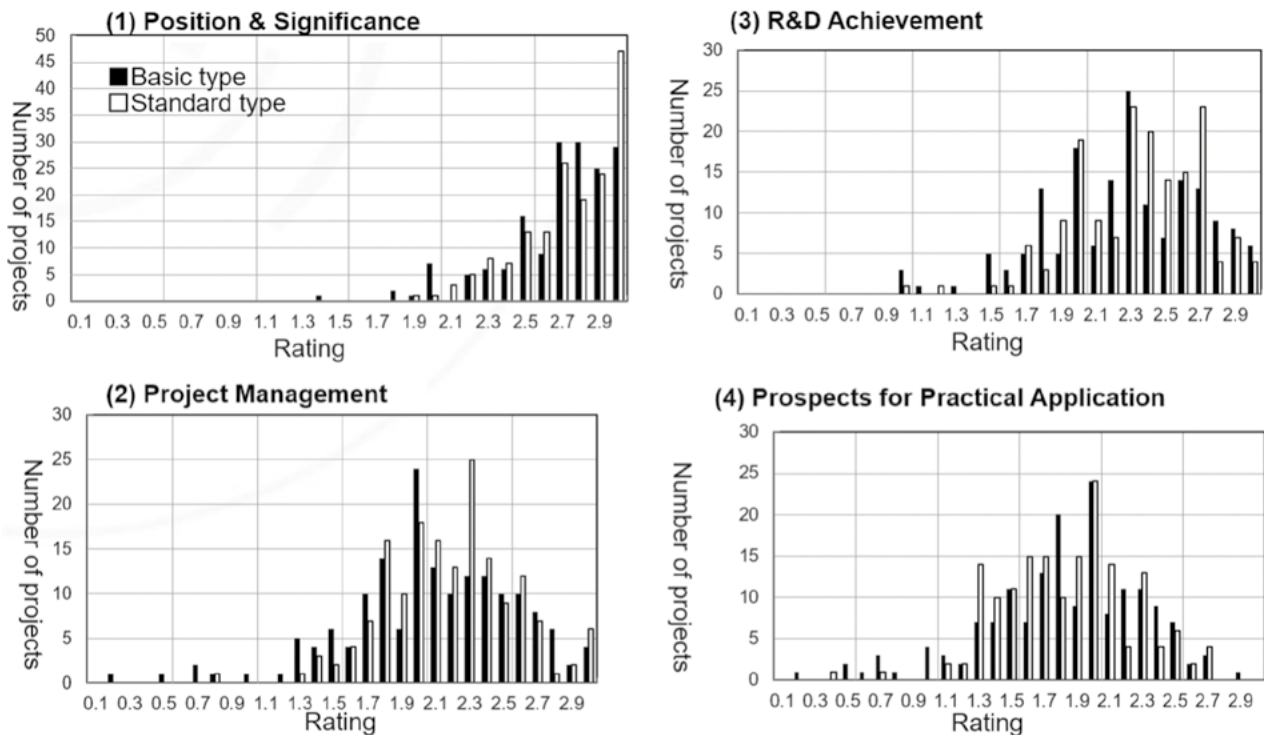 (1) Position & Significance
50
45
40
35
30
25
20
15
10
5
0
Number of projects
Basic type
Standard type
0.1 0.3 0.5 0.7 0.9 1.1 1.3 1.5 1.7 1.9 2.1 2.3 2.5 2.7 2.9
Rating
(3) R&D Achievement
30
25
20
15
10
5
0
Number of projects
0.1 0.3 0.5 0.7 0.9 1.1 1.3 1.5 1.7 1.9 2.1 2.3 2.5 2.7 2.9
Rating
(2) Project Management
30
25
20
15
10
5
0
Number of projects
0.1 0.3 0.5 0.7 0.9 1.1 1.3 1.5 1.7 1.9 2.1 2.3 2.5 2.7 2.9
Rating
(4) Prospects for Practical Application
30
25
20
15
10
5
0
Number of projects
0.1 0.3 0.5 0.7 0.9 1.1 1.3 1.5 1.7 1.9 2.1 2.3 2.5 2.7 2.9
Rating